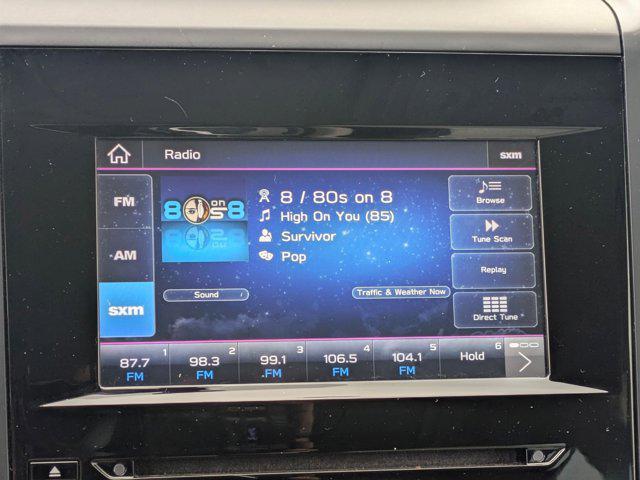 Radio
sxm
FM
AM
sxm
8on8
80s
8 / 80s on 8
High On You (85)
Survivor
Pop
Sound
Traffic & Weather Now
Browse
Tune Scan
Replay
Direct Tune
1
87.7
FM
2
98.3
FM
3
99.1
FM
4
106.5
FM
5
104.1
FM
6
Hold